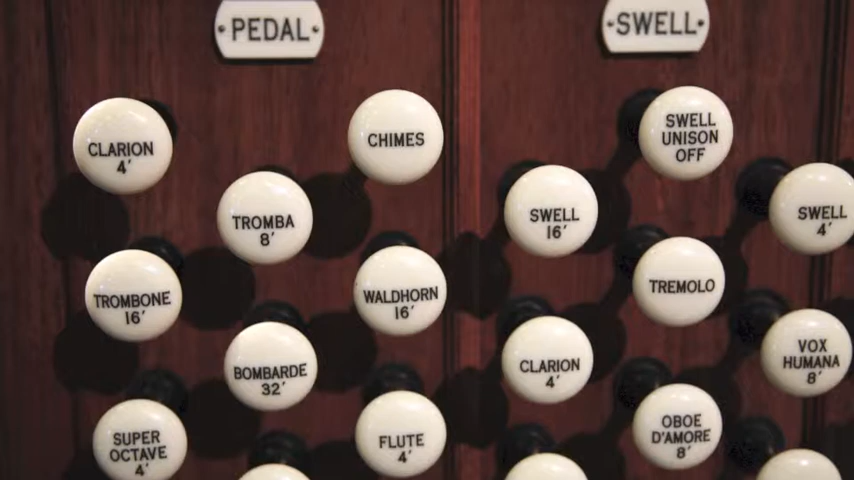 PEDAL
SWELL
CLARION
4'
CHIMES
SWELL
UNISON
OFF
TROMBA
8'
SWELL
16'
SWELL
4'
TROMBONE
16'
WALDHORN
16'
TREMOLO
BOMBARDE
32'
CLARION
4'
VOX
HUMANA
8'
SUPER
OCTAVE
4'
FLUTE
4'
OBOE
D'AMORE
8'